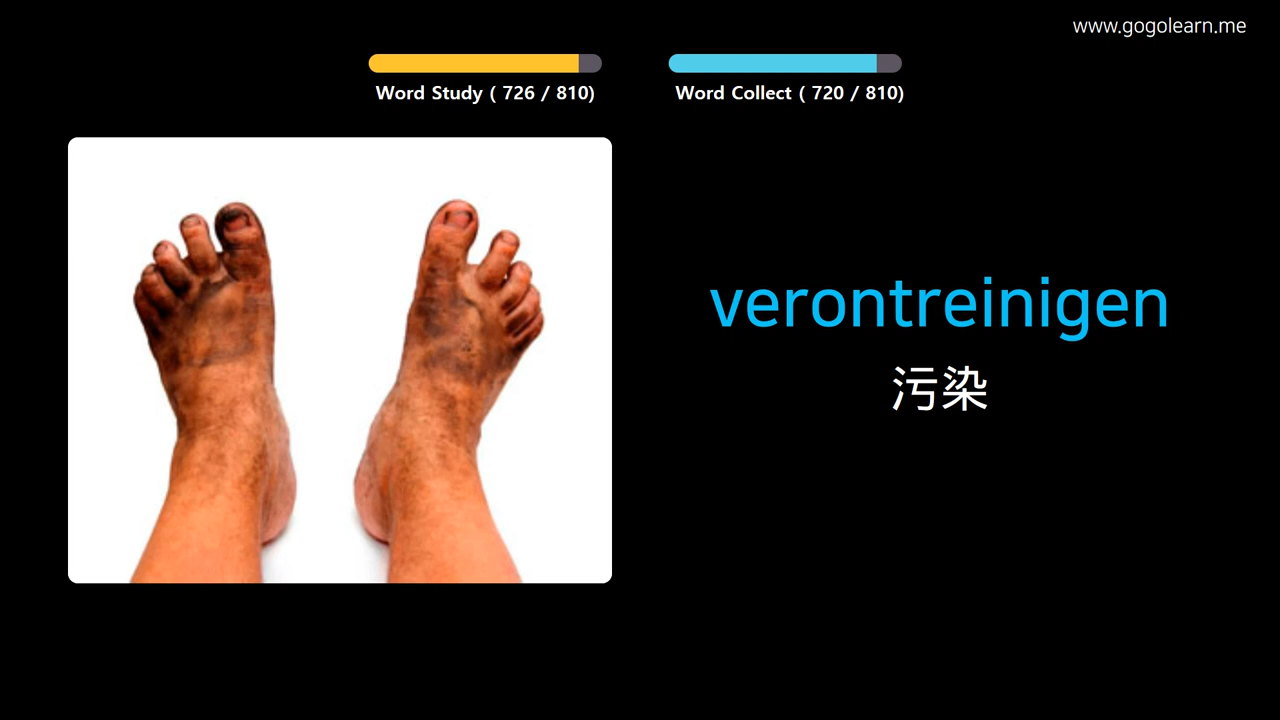 www.gogolearn.me
Word Study ( 726 / 810)
Word Collect ( 720 / 810)
verontreinigen
污染